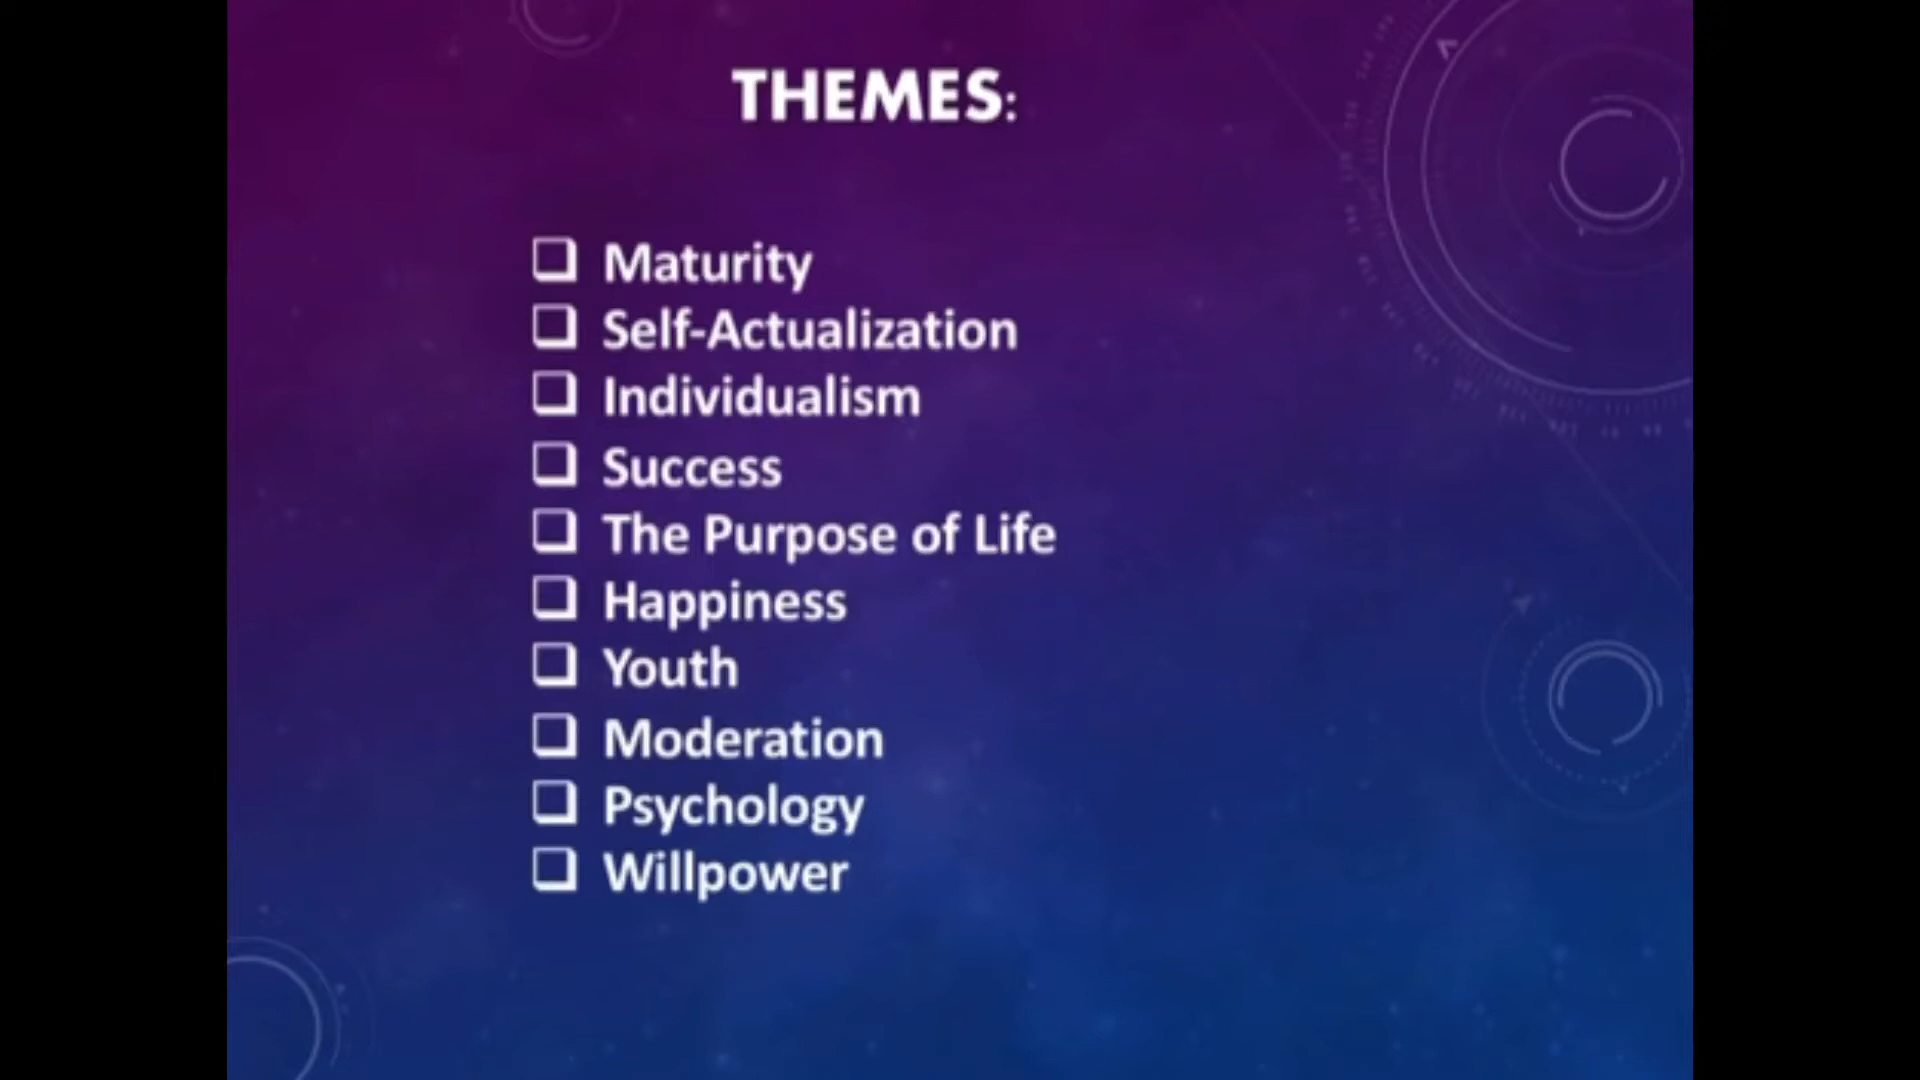 THEMES:
Maturity
Self-Actualization
Individualism
Success
The Purpose of Life
Happiness
Youth
Moderation
Psychology
Willpower